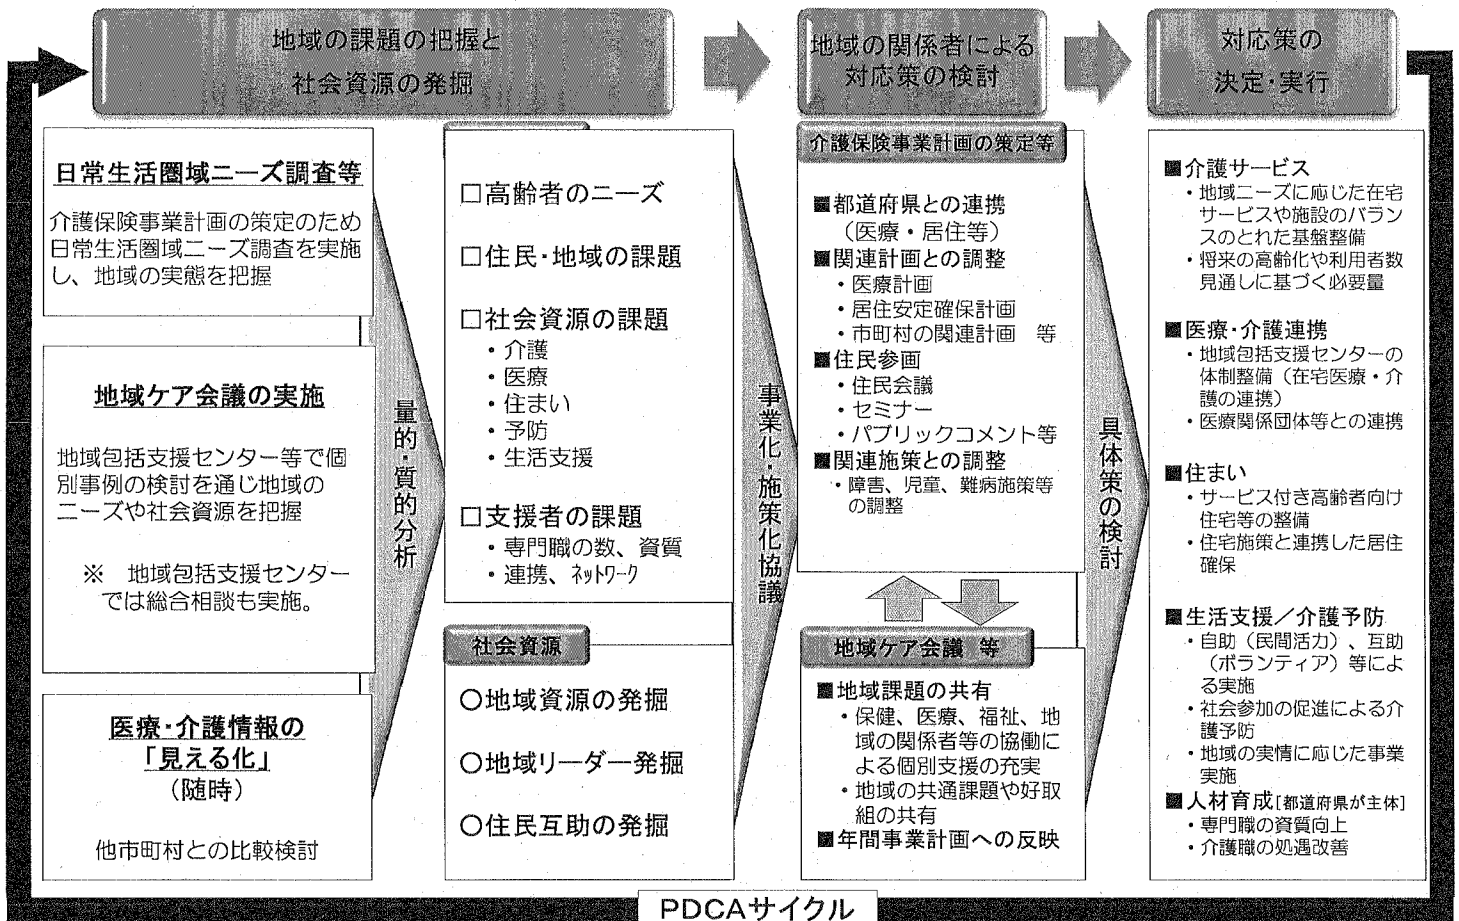 地域の課題の把握と
社会資源の発掘
地域の関係者による
対応策の検討
対応策の
決定・実行
日常生活圏域ニーズ調査等
介護保険事業計画の策定のため
日常生活圏域ニーズ調査を実施
し、地域の実態を把握
地域ケア会議の実施
地域包括支援センター等で個
別事例の検討を通じ地域の
ニーズや社会資源を把握
※ 地域包括支援センター
では総合相談も実施。
医療・介護情報の
「見える化」
(随時)
他市町村との比較検討
量的・質的分析
□高齢者のニーズ
□住民・地域の課題
□社会資源の課題
・介護
・医療
・住まい
・予防
・生活支援
□支援者の課題
・専門職の数、資質
・連携、ネットワーク
社会資源
○地域資源の発掘
○地域リーダー発掘
○住民互助の発掘
事業化・施策化協議
介護保険事業計画の策定等
■都道府県との連携
（医療・居住等）
■関連計画との調整
・医療計画
・居住安定確保計画
・市町村の関連計画 等
■住民参画
・住民会議
・セミナー
・パブリックコメント等
■関連施策との調整
・障害、児童、難病施策等
の調整
地域ケア会議 等
■地域課題の共有
・保健、医療、福祉、地
域の関係者等の協働に
よる個別支援の充実
・地域の共通課題や好取
組の共有
■年間事業計画への反映
具体策の検討
■介護サービス
・地域ニーズに応じた在宅
サービスや施設のバラン
スのとれた基盤整備
・将来の高齢化や利用者数
見通しに基づく必要量
■医療・介護連携
・地域包括支援センターの
体制整備（在宅医療・介
護の連携）
・医療関係団体等との連携
■住まい
・サービス付き高齢者向け
住宅等の整備
・住宅施策と連携した居住
確保
■生活支援／介護予防
・自助（民間活力）、互助
（ボランティア）等によ
る実施
・社会参加の促進による介
護予防
・地域の実情に応じた事業
実施
■人材育成[都道府県が主体]
・専門職の資質向上
・介護職の処遇改善
PDCAサイクル